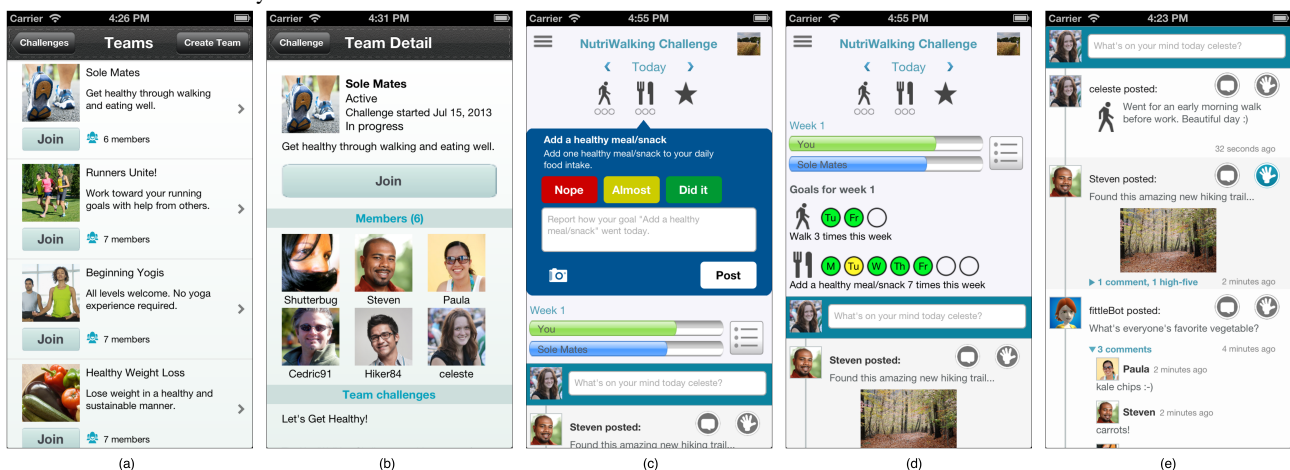 Carrier 4:26 PM
Challenges Teams Create Team
Sole Mates
Get healthy through walking
and eating well.
Join 6 members
Runners Unite!
Work toward your running
goals with help from others.
Join 7 members
Beginning Yogis
All levels welcome. No yoga
experience required.
Join 7 members
Healthy Weight Loss
Lose weight in a healthy and
sustainable manner.
Join 7 members
(a)
Carrier 4:31 PM
Challenge Team Detail
Sole Mates
Active
Challenge started Jul 15, 2013
In progress
Get healthy through walking and eating well.
Join
Members (6)
Shutterbug Steven Paula
Cedric91 Hiker84 celeste
Team challenges
Let's Get Healthy!
(b)
Carrier 4:55 PM
NutriWalking Challenge
Today
Add a healthy meal/snack
Add one healthy meal/snack to your daily
food intake.
Nope Almost Did it
Report how your goal "Add a healthy
meal/snack" went today.
Post
Week 1
You
Sole Mates
What's on your mind today celeste?
Steven posted:
Found this amazing new hiking trail...
(c)
Carrier 4:55 PM
NutriWalking Challenge
Today
Week 1
You
Sole Mates
Goals for week 1
Tu Fr
Walk 3 times this week
M Tu W Th Fr
Add a healthy meal/snack 7 times this week
What's on your mind today celeste?
Steven posted:
Found this amazing new hiking trail...
(d)
Carrier 4:23 PM
What's on your mind today celeste?
celeste posted:
Went for an early morning walk
before work. Beautiful day :)
32 seconds ago
Steven posted:
Found this amazing new hiking trail...
1 comment, 1 high-five 2 minutes ago
fittleBot posted:
What's everyone's favorite vegetable?
3 comments 4 minutes ago
Paula 2 minutes ago
kale chips :-)
Steven 2 minutes ago
carrots!
(e)